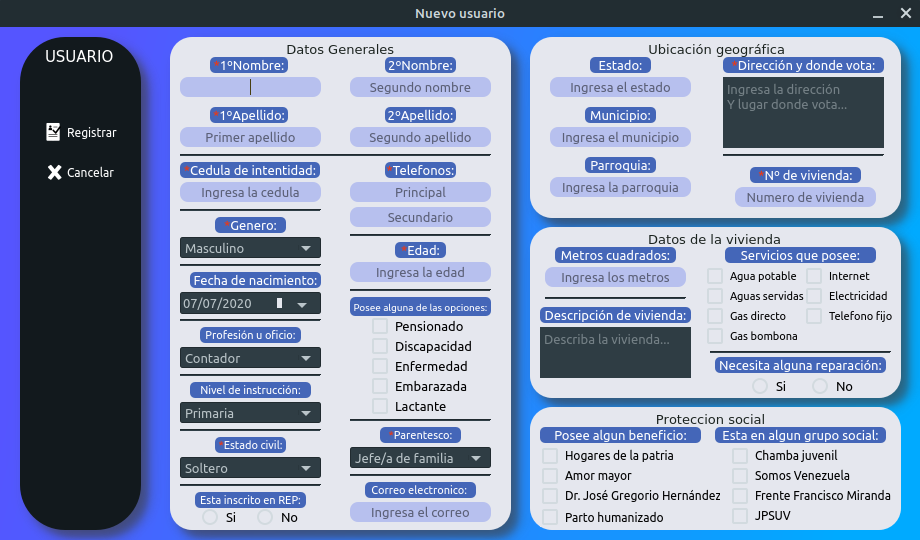 Nuevo usuario
USUARIO
Registrar
Cancelar
Datos Generales
*1ºNombre:
2ºNombre:
Segundo nombre
*1ºApellido:
2ºApellido:
Primer apellido
Segundo apellido
*Cedula de intentidad:
*Telefonos:
Ingresa la cedula
Principal
Secundario
*Genero:
Masculino
*Edad:
Ingresa la edad
Fecha de nacimiento:
07/07/2020
Posee alguna de las opciones:
Pensionado
Discapacidad
Enfermedad
Embarazada
Lactante
Profesión u oficio:
Contador
Nivel de instrucción:
Primaria
*Estado civil:
Soltero
*Parentesco:
Jefe/a de familia
Esta inscrito en REP:
Si
No
Correo electronico:
Ingresa el correo
Ubicación geográfica
Estado:
Ingresa el estado
Municipio:
Ingresa el municipio
Parroquia:
Ingresa la parroquia
*Dirección y donde vota:
Ingresa la dirección
Y lugar donde vota...
*Nº de vivienda:
Numero de vivienda
Datos de la vivienda
Metros cuadrados:
Ingresa los metros
Descripción de vivienda:
Describa la vivienda...
Servicios que posee:
Agua potable
Internet
Aguas servidas
Electricidad
Gas directo
Telefono fijo
Gas bombona
Necesita alguna reparación:
Si
No
Proteccion social
Posee algun beneficio:
Hogares de la patria
Amor mayor
Dr. José Gregorio Hernández
Parto humanizado
Esta en algun grupo social:
Chamba juvenil
Somos Venezuela
Frente Francisco Miranda
JPSUV